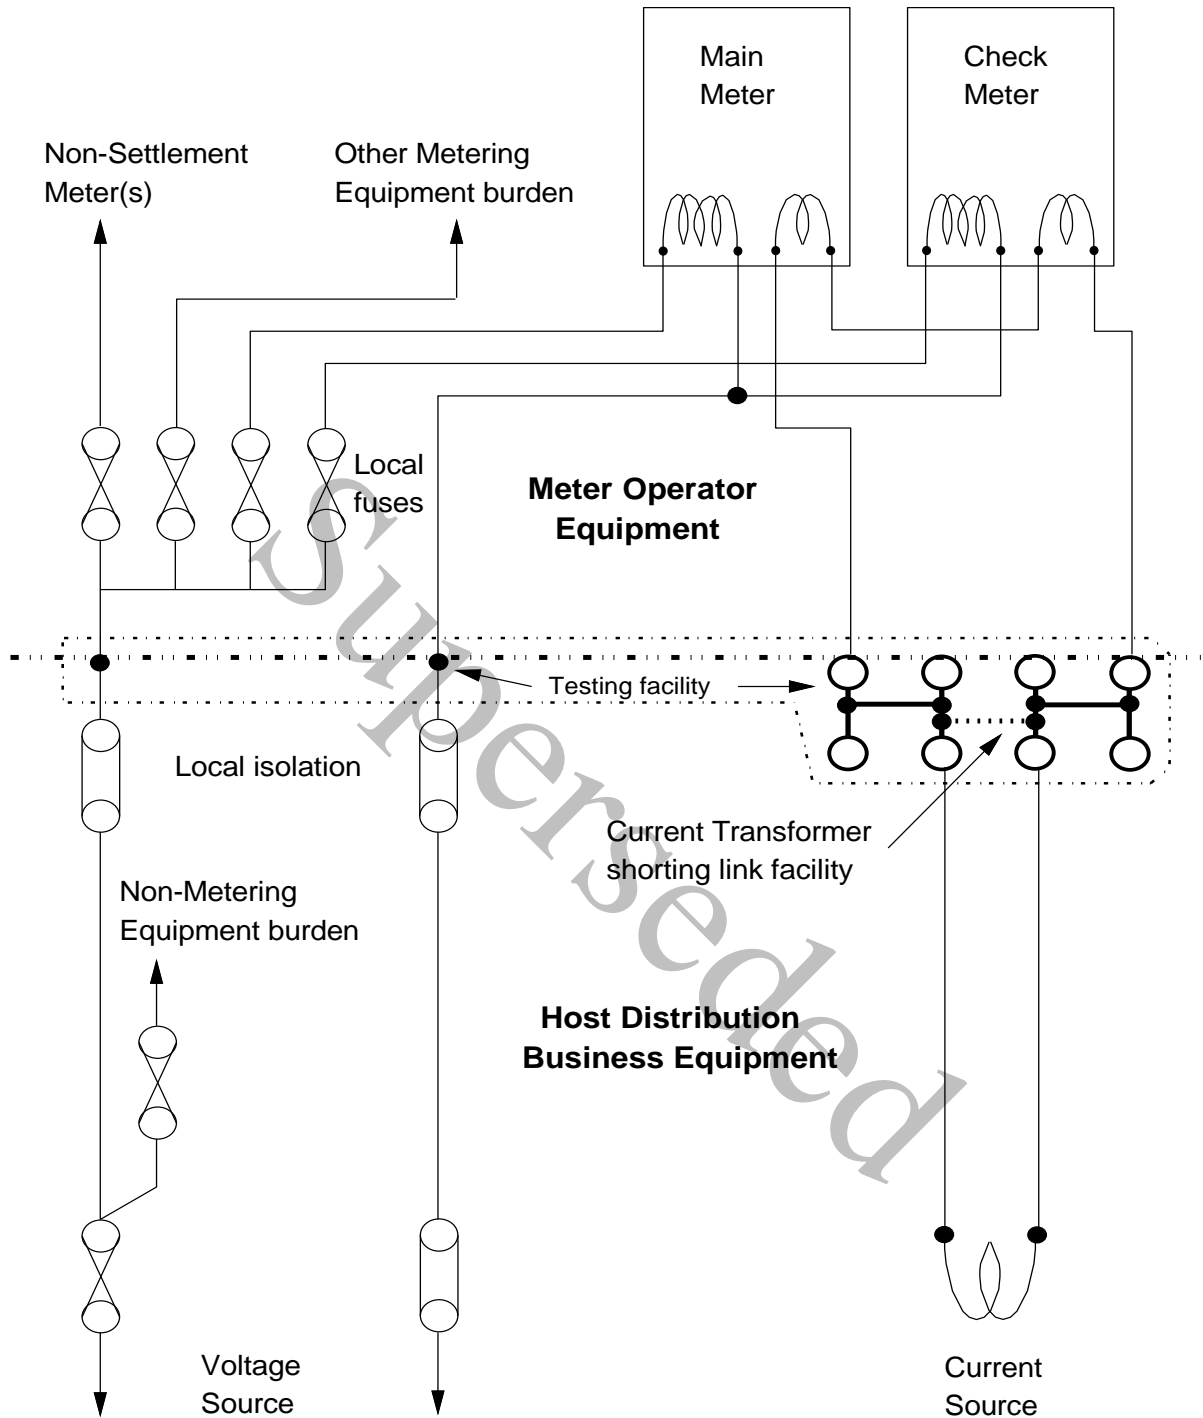 Main
Meter
Check
Meter
Non-Settlement
Meter(s)
Other Metering
Equipment burden
Local
fuses
Meter Operator
Equipment
Testing facility
Local isolation
Current Transformer
shorting link facility
Non-Metering
Equipment burden
Host Distribution
Business Equipment
Voltage
Source
Current
Source
Superseded